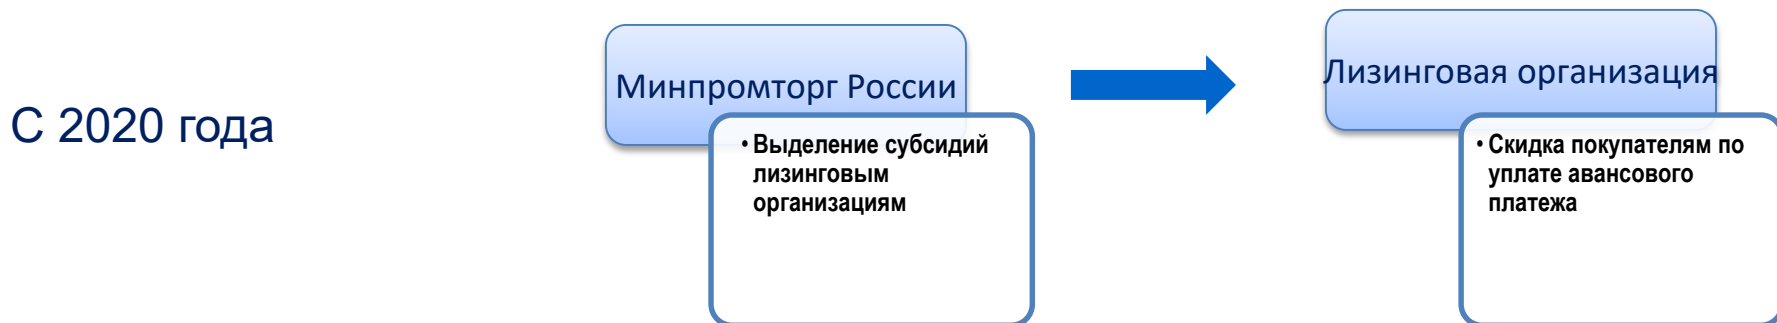 С 2020 года
Минпромторг России
• Выделение субсидий
лизинговым
организациям
Лизинговая организация
• Скидка покупателям по
уплате авансового
платежа